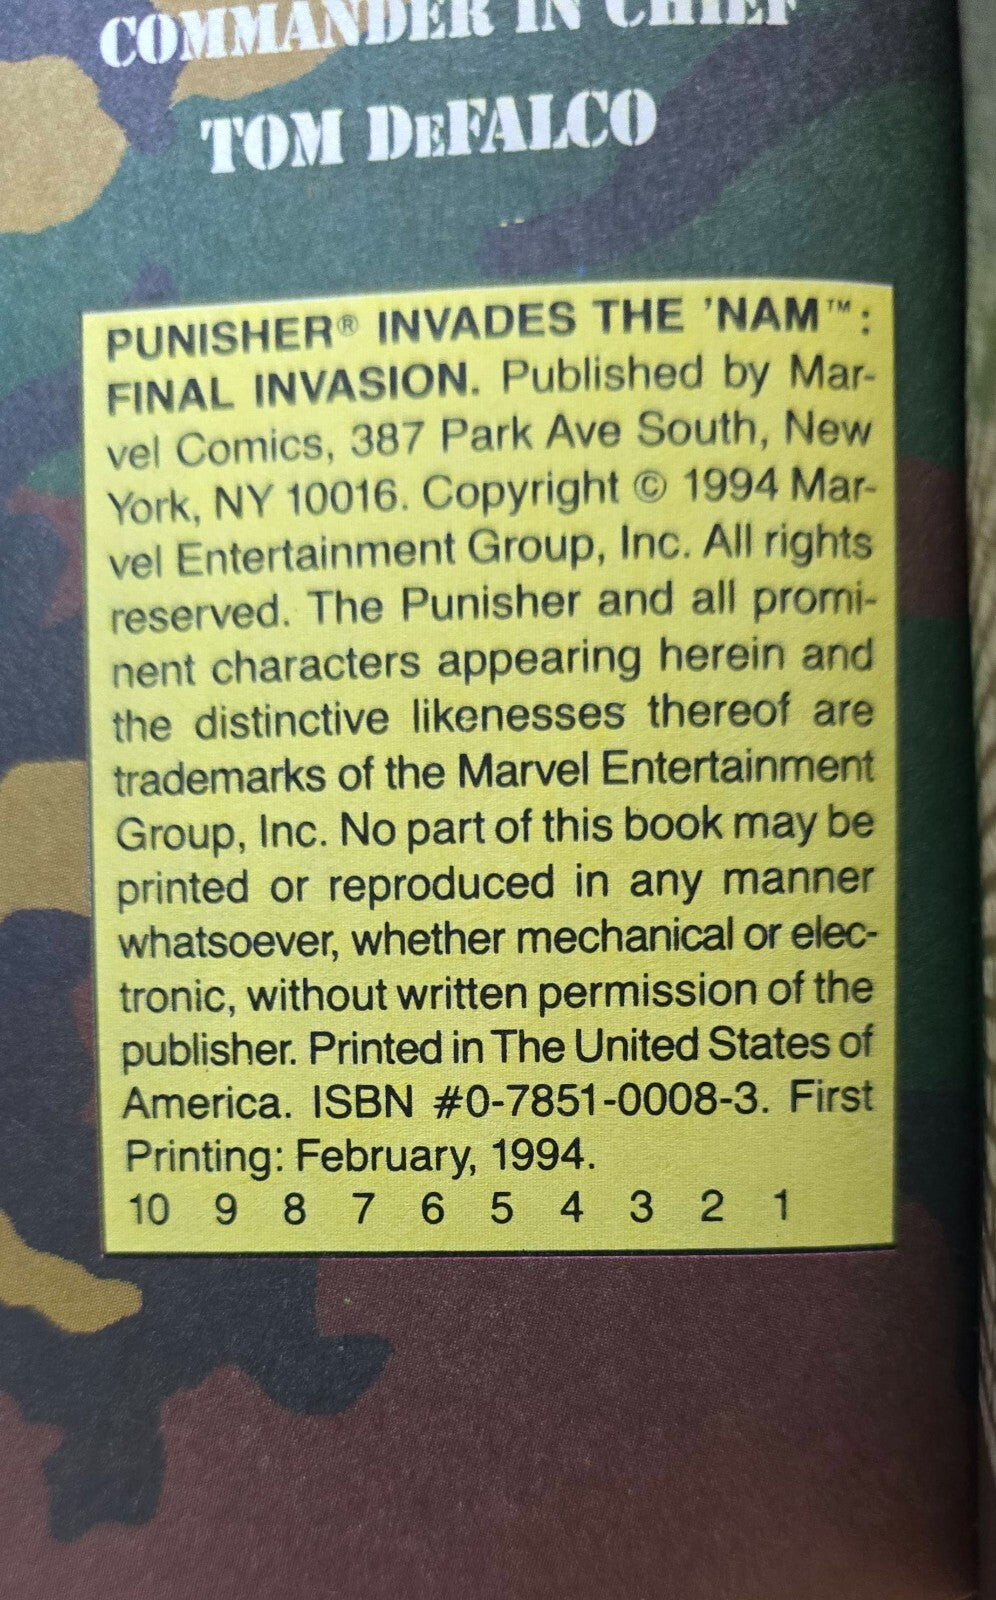 COMMANDER IN CHIEF
TOM DeFALCO
PUNISHER® INVADES THE 'NAM™:
FINAL INVASION. Published by Mar-
vel Comics, 387 Park Ave South, New
York, NY 10016. Copyright © 1994 Mar-
vel Entertainment Group, Inc. All rights
reserved. The Punisher and all promi-
nent characters appearing herein and
the distinctive likenesses thereof are
trademarks of the Marvel Entertainment
Group, Inc. No part of this book may be
printed or reproduced in any manner
whatsoever, whether mechanical or elec-
tronic, without written permission of the
publisher. Printed in The United States of
America. ISBN #0-7851-0008-3. First
Printing: February, 1994.
10 9 8 7 6 5 4 3 2 1